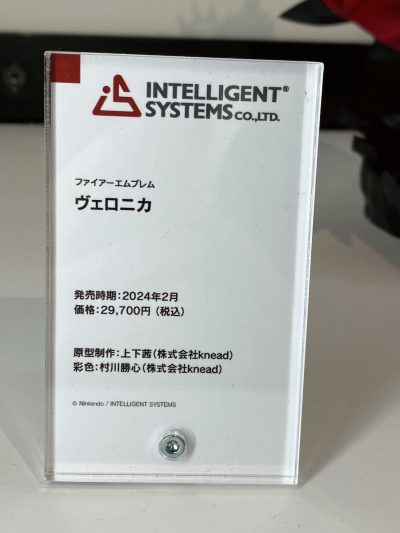 INTELLIGENT®
SYSTEMS CO.,LTD.
ファイアーエムブレム
ヴェロニカ
発売時期：2024年2月
価格：29,700円（税込）
原型制作：上下茜（株式会社knead）
彩色：村川勝心（株式会社knead）
© Nintendo / INTELLIGENT SYSTEMS